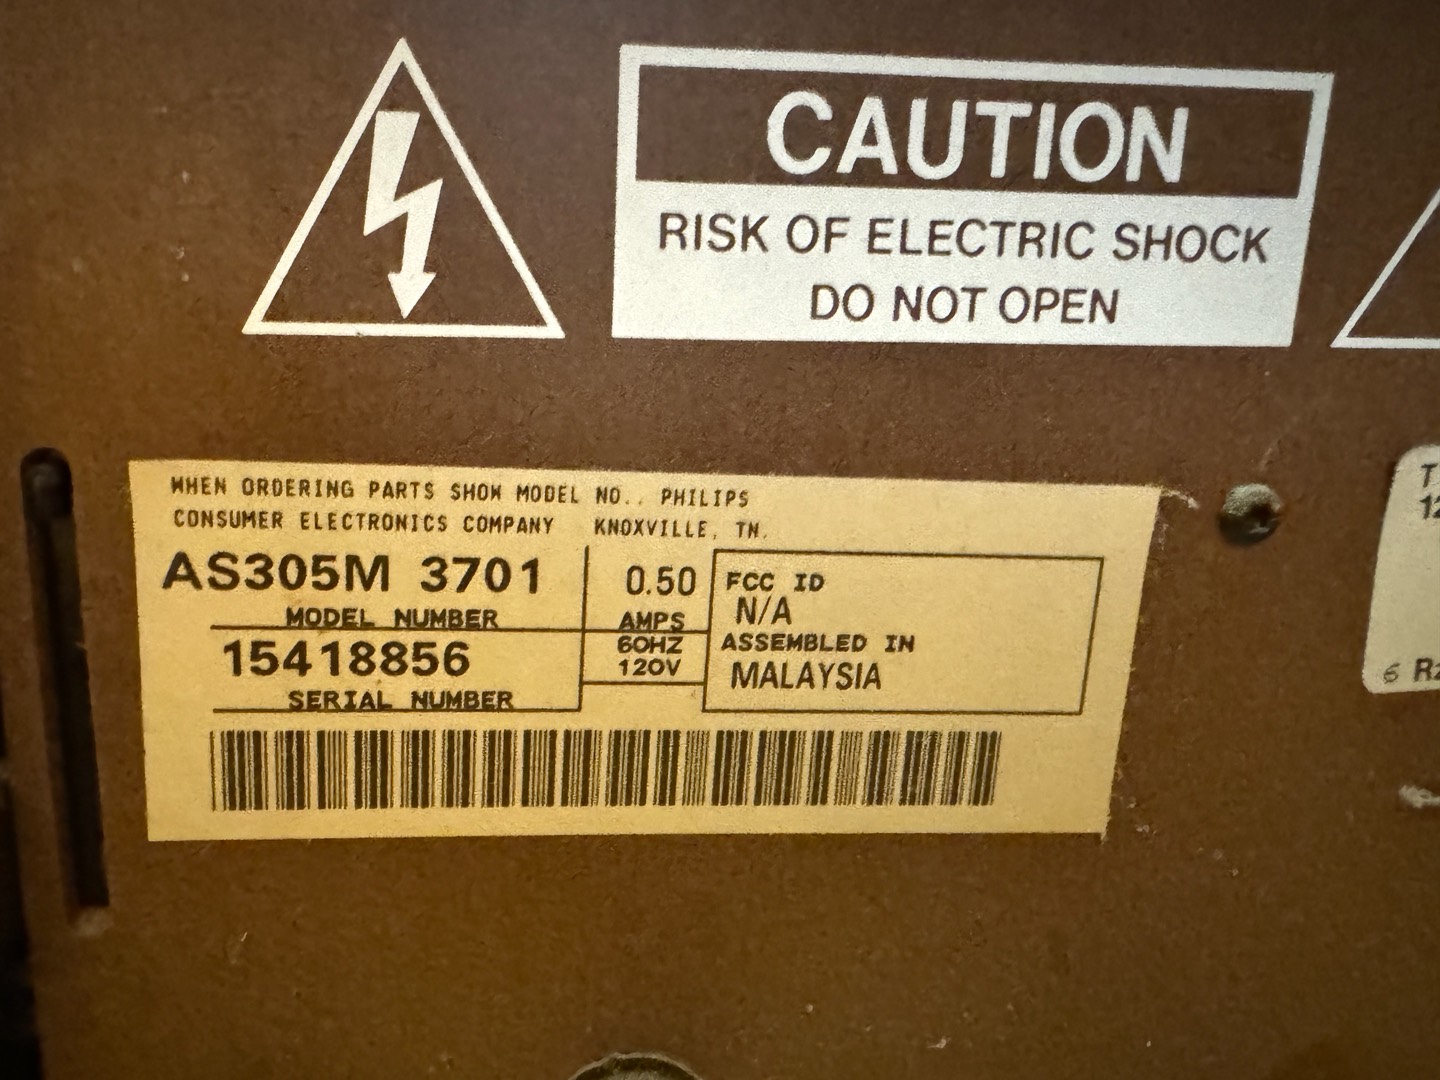 CAUTION
RISK OF ELECTRIC SHOCK
DO NOT OPEN
WHEN ORDERING PARTS SHOW MODEL NO.. PHILIPS
CONSUMER ELECTRONICS COMPANY KNOXVILLE, TN.
AS305M 3701
MODEL NUMBER
15418856
SERIAL NUMBER
0.50
AMPS
60HZ
120V
FCC ID
N/A
ASSEMBLED IN
MALAYSIA